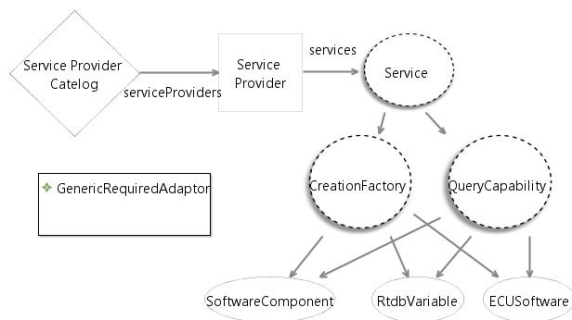 services
Service Provider
Catelog
serviceProviders
Service
Provider
Service
GenericRequiredAdaptor
CreationFactory
QueryCapability
SoftwareComponent
RtdbVariable
ECUSoftware